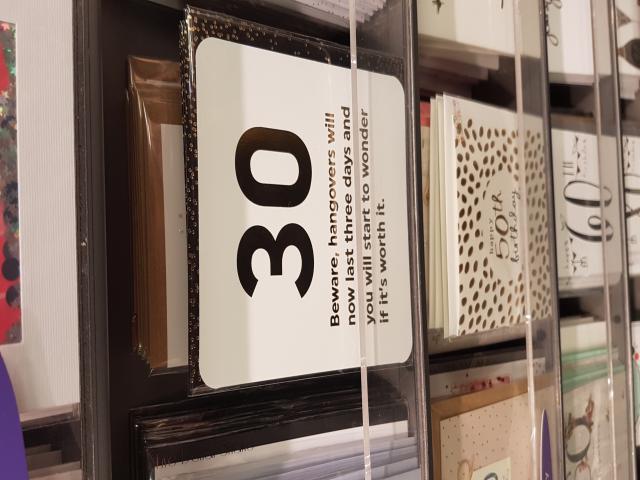 30
Beware, hangovers will
now last three days and
you will start to wonder
if it's worth it.
happy
50th
birthday
60